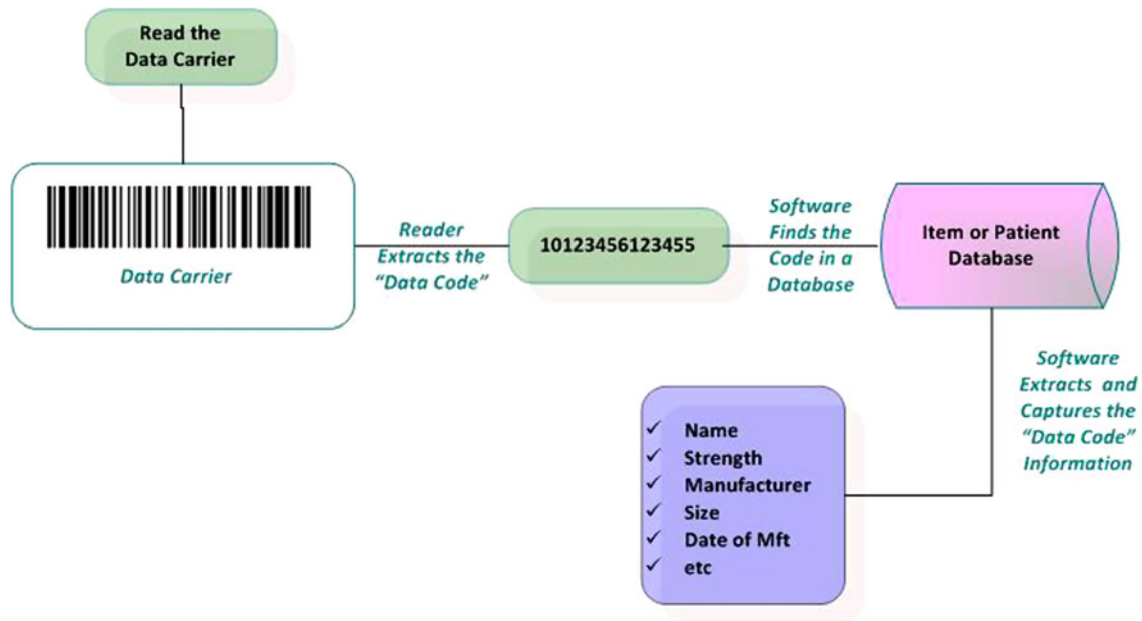 Read the
Data Carrier
Data Carrier
Reader
Extracts the
“Data Code”
10123456123455
Software
Finds the
Code in a
Database
Item or Patient
Database
Software
Extracts and
Captures the
“Data Code”
Information
✓ Name
✓ Strength
✓ Manufacturer
✓ Size
✓ Date of Mft
✓ etc